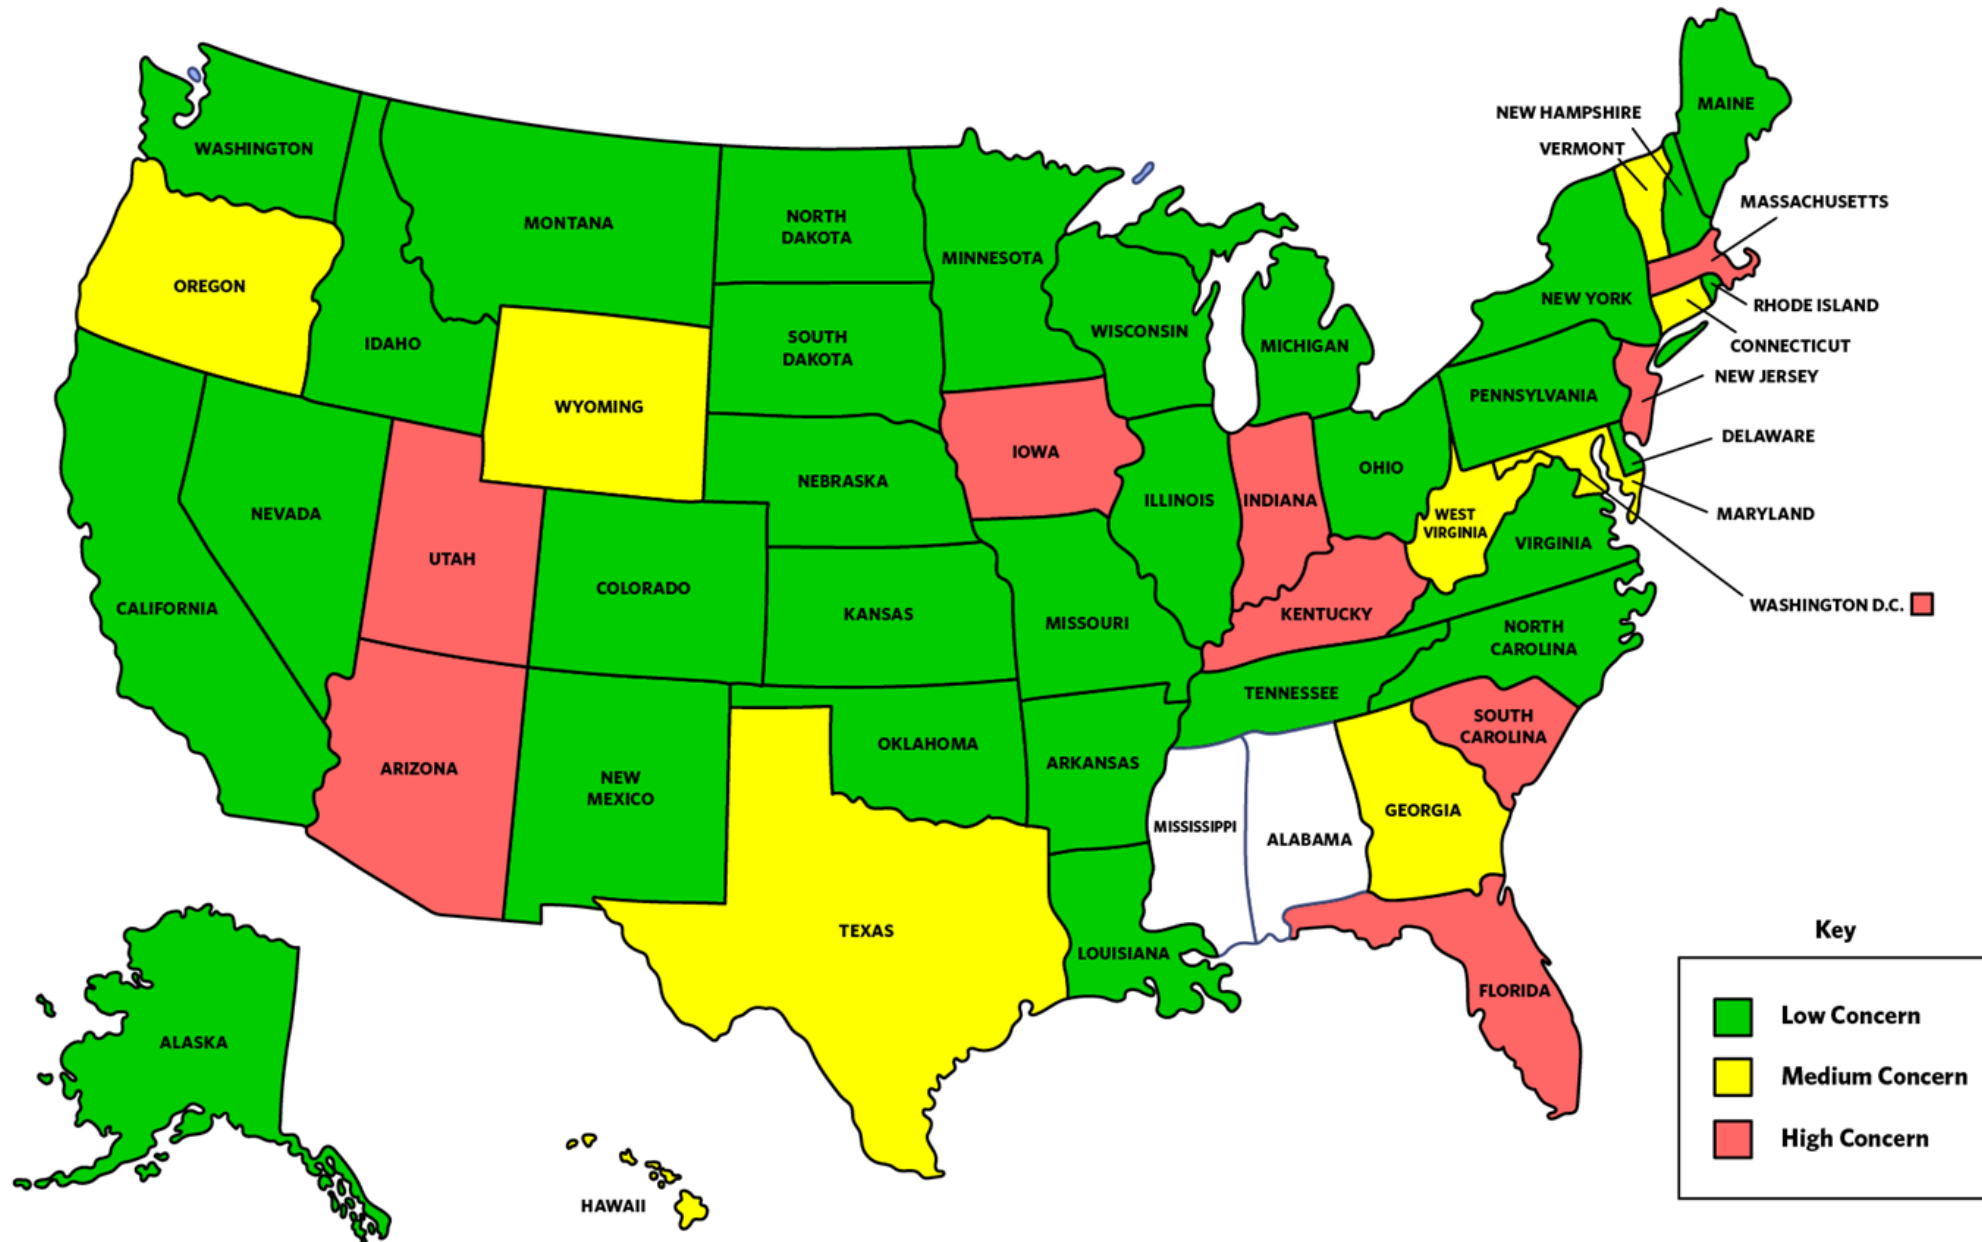 MAINE
NEW HAMPSHIRE
VERMONT
WASHINGTON
MASSACHUSETTS
MONTANA
NORTH
DAKOTA
MINNESOTA
OREGON
NEW YORK
RHODE ISLAND
IDAHO
SOUTH
DAKOTA
WISCONSIN
MICHIGAN
CONNECTICUT
NEW JERSEY
WYOMING
PENNSYLVANIA
IOWA
DELAWARE
NEBRASKA
OHIO
NEVADA
ILLINOIS
INDIANA
WEST
VIRGINIA
MARYLAND
UTAH
VIRGINIA
COLORADO
CALIFORNIA
KANSAS
MISSOURI
KENTUCKY
WASHINGTON D.C.
NORTH
CAROLINA
TENNESSEE
SOUTH
CAROLINA
ARIZONA
NEW
MEXICO
OKLAHOMA
ARKANSAS
MISSISSIPPI
ALABAMA
GEORGIA
TEXAS
LOUISIANA
FLORIDA
ALASKA
HAWAII
Key
Low Concern
Medium Concern
High Concern